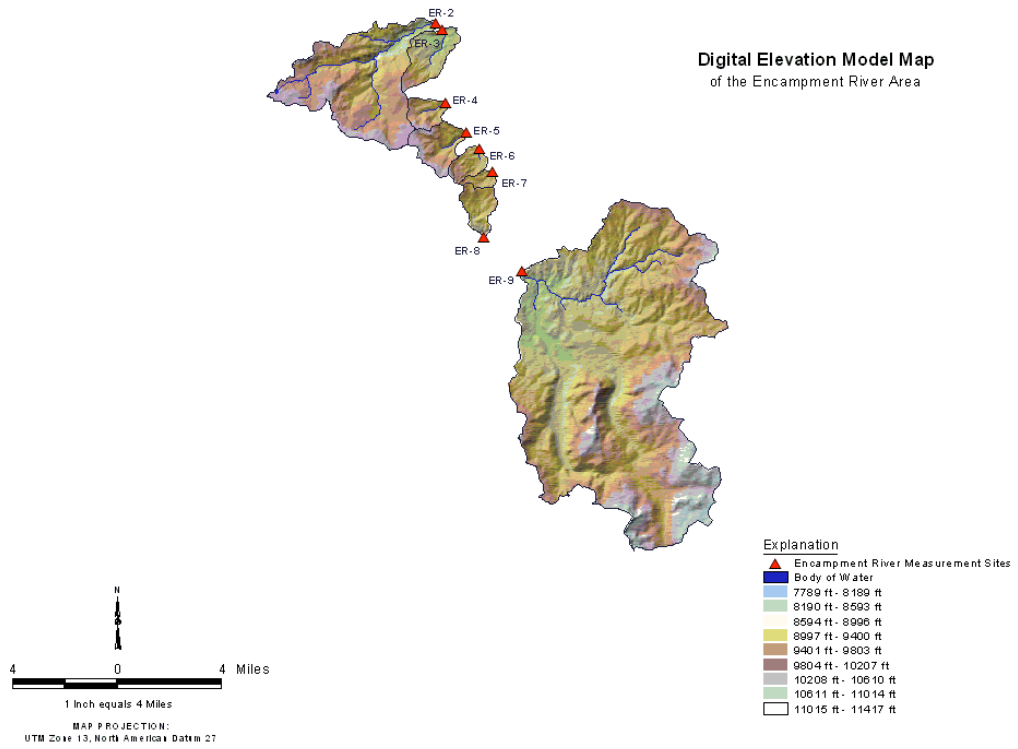 ER-2
ER-3
Digital Elevation Model Map
of the Encampment River Area
ER-4
ER-5
ER-6
ER-7
ER-8
ER-9
Explanation
Encampment River Measurement Sites
Body of Water
7789 ft - 8189 ft
8190 ft - 8593 ft
8594 ft - 8996 ft
8997 ft - 9400 ft
9401 ft - 9803 ft
9804 ft - 10207 ft
10208 ft - 10610 ft
10611 ft - 11014 ft
11015 ft - 11417 ft
N
4 0 4 Miles
1 Inch equals 4 Miles
MAP PROJECTION:
UTM Zone 13, North American Datum 27